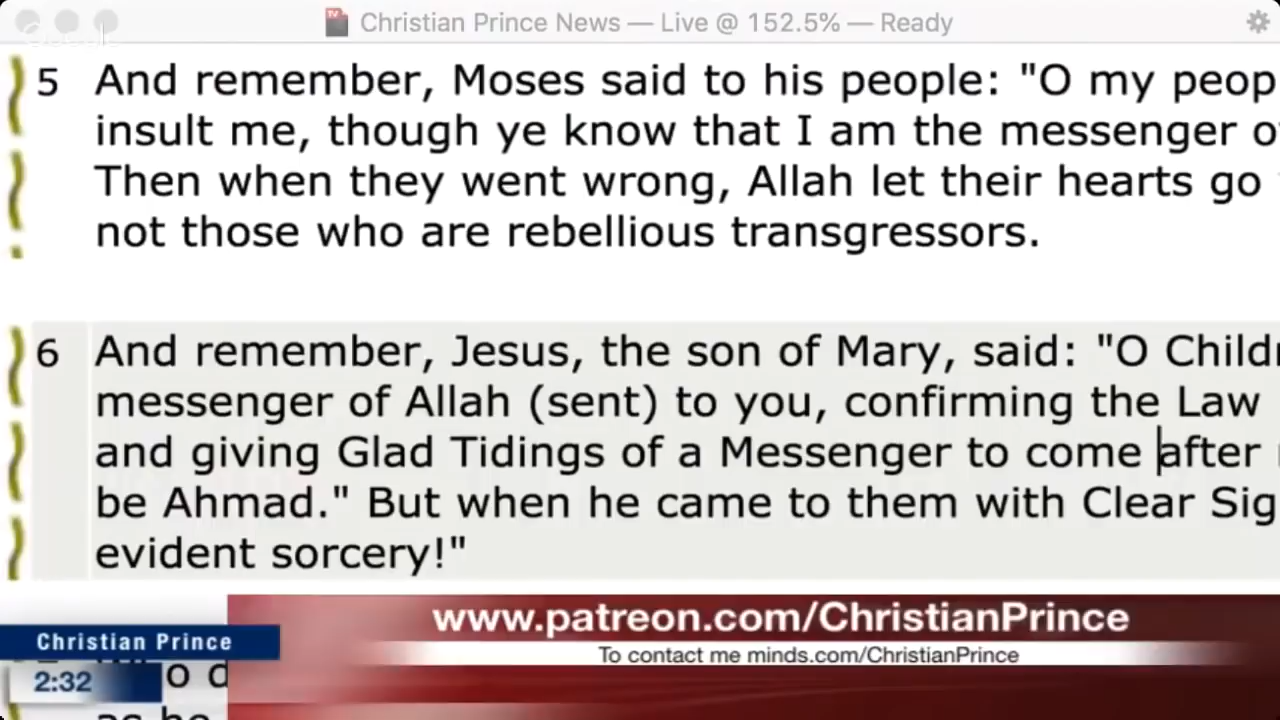 Christian Prince News — Live @ 152.5% — Ready
5 And remember, Moses said to his people: "O my peop
insult me, though ye know that I am the messenger o
Then when they went wrong, Allah let their hearts go
not those who are rebellious transgressors.
6 And remember, Jesus, the son of Mary, said: "O Child
messenger of Allah (sent) to you, confirming the Law
and giving Glad Tidings of a Messenger to come after
be Ahmad." But when he came to them with Clear Sig
evident sorcery!"
www.patreon.com/ChristianPrince
Christian Prince
To contact me minds.com/ChristianPrince
2:32